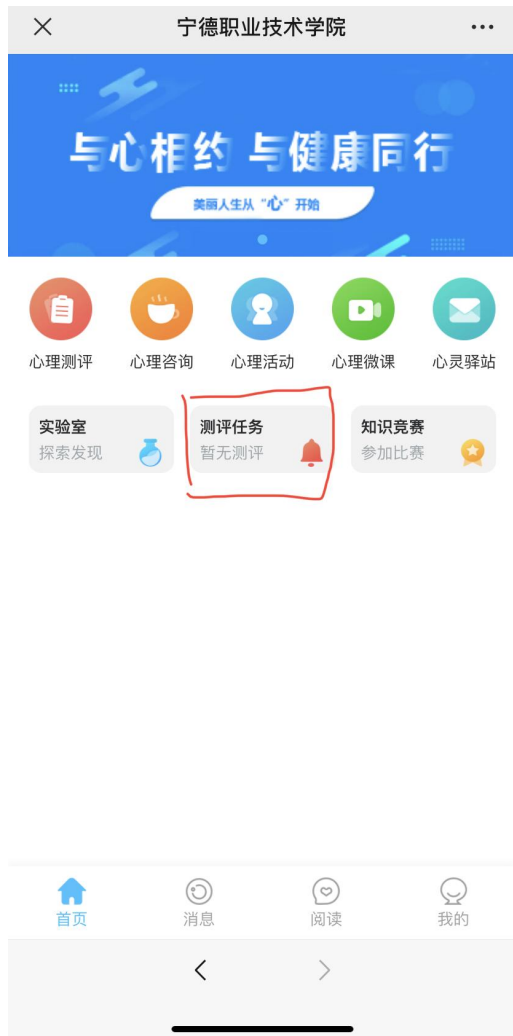 宁德职业技术学院
与心相约 与健康同行
美丽人生从“心”开始
心理测评 心理咨询 心理活动 心理微课 心灵驿站
实验室 测评任务 知识竞赛
探索发现 暂无测评 参加比赛
首页 消息 阅读 我的